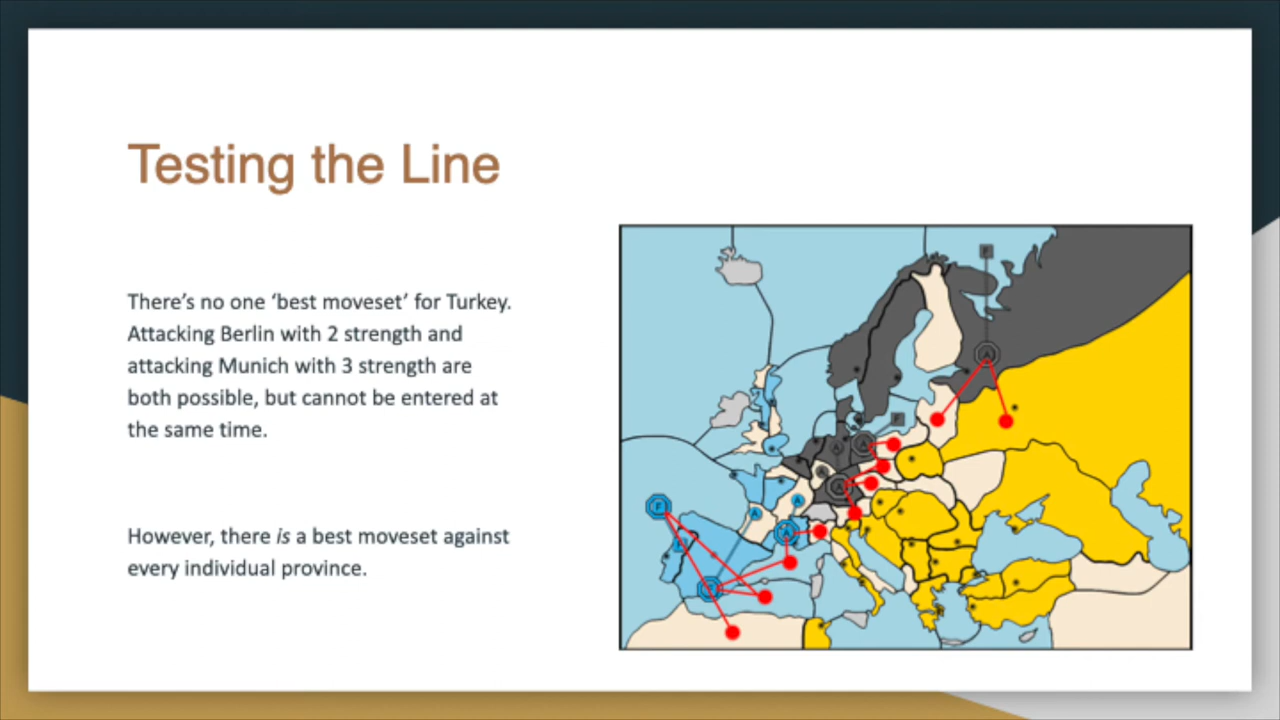 Testing the Line
There’s no one ‘best moveset’ for Turkey.
Attacking Berlin with 2 strength and
attacking Munich with 3 strength are
both possible, but cannot be entered at
the same time.
However, there is a best moveset against
every individual province.
F
A
F
A
A
A
A
A
A
A
F